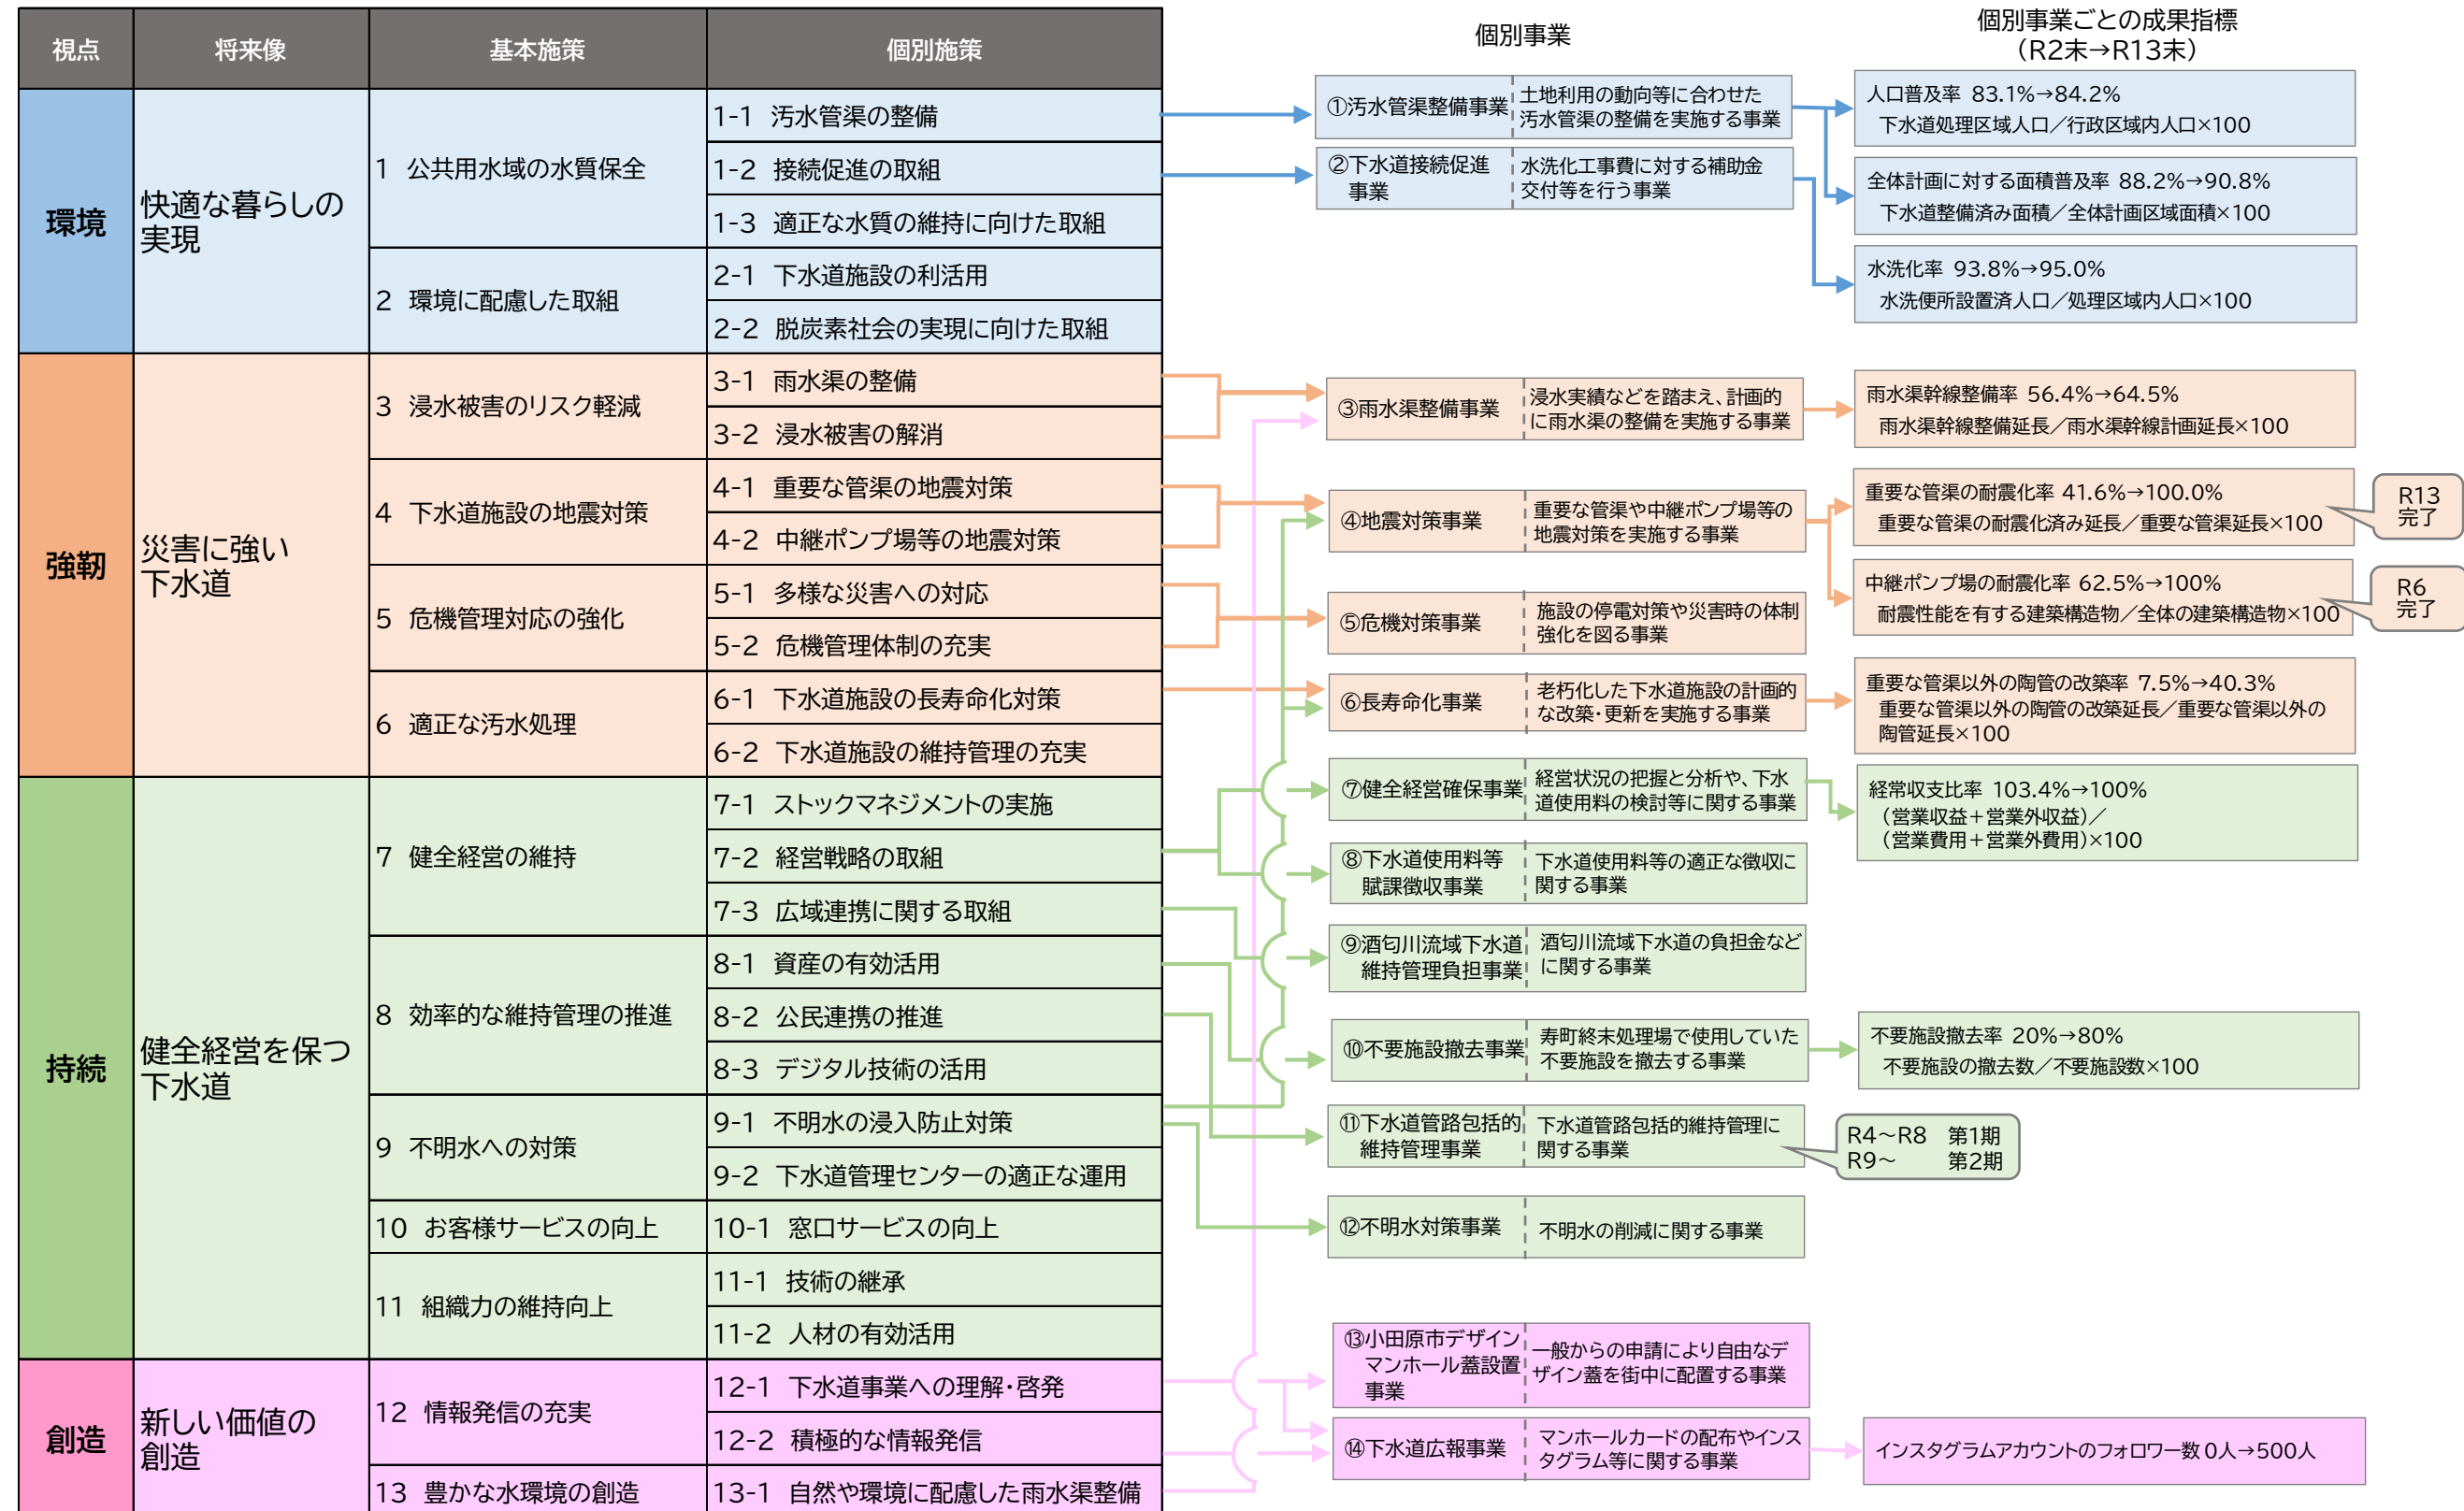 視点
将来像
基本施策
個別施策
個別事業
個別事業ごとの成果指標
（R2末→R13末）
環境
快適な暮らしの
実現
1 公共用水域の水質保全
1-1 汚水管渠の整備
1-2 接続促進の取組
1-3 適正な水質の維持に向けた取組
2 環境に配慮した取組
2-1 下水道施設の利活用
2-2 脱炭素社会の実現に向けた取組
強靭
災害に強い
下水道
3 浸水被害のリスク軽減
3-1 雨水渠の整備
3-2 浸水被害の解消
4 下水道施設の地震対策
4-1 重要な管渠の地震対策
4-2 中継ポンプ場等の地震対策
5 危機管理対応の強化
5-1 多様な災害への対応
5-2 危機管理体制の充実
6 適正な汚水処理
6-1 下水道施設の長寿命化対策
6-2 下水道施設の維持管理の充実
持続
健全経営を保つ
下水道
7 健全経営の維持
7-1 ストックマネジメントの実施
7-2 経営戦略の取組
7-3 広域連携に関する取組
8 効率的な維持管理の推進
8-1 資産の有効活用
8-2 公民連携の推進
8-3 デジタル技術の活用
9 不明水への対策
9-1 不明水の浸入防止対策
9-2 下水道管理センターの適正な運用
10 お客様サービスの向上
10-1 窓口サービスの向上
11 組織力の維持向上
11-1 技術の継承
11-2 人材の有効活用
創造
新しい価値の
創造
12 情報発信の充実
12-1 下水道事業への理解・啓発
12-2 積極的な情報発信
13 豊かな水環境の創造
13-1 自然や環境に配慮した雨水渠整備
①汚水管渠整備事業
土地利用の動向等に合わせた
汚水管渠の整備を実施する事業
②下水道接続促進
事業
水洗化工事費に対する補助金
交付等を行う事業
③雨水渠整備事業
浸水実績などを踏まえ、計画的
に雨水渠の整備を実施する事業
④地震対策事業
重要な管渠や中継ポンプ場等の
地震対策を実施する事業
⑤危機対策事業
施設の停電対策や災害時の体制
強化を図る事業
⑥長寿命化事業
老朽化した下水道施設の計画的
な改築・更新を実施する事業
⑦健全経営確保事業
経営状況の把握と分析や、下水
道使用料の検討等に関する事業
⑧下水道使用料等
賦課徴収事業
下水道使用料等の適正な徴収に
関する事業
⑨酒匂川流域下水道
維持管理負担事業
酒匂川流域下水道の負担金など
に関する事業
⑩不要施設撤去事業
寿町終末処理場で使用していた
不要施設を撤去する事業
⑪下水道管路包括的
維持管理事業
下水道管路包括的維持管理に
関する事業
R4～R8 第1期
R9～ 第2期
⑫不明水対策事業
不明水の削減に関する事業
⑬小田原市デザイン
マンホール蓋設置
事業
一般からの申請により自由なデ
ザイン蓋を街中に配置する事業
⑭下水道広報事業
マンホールカードの配布やインス
タグラム等に関する事業
人口普及率 83.1%→84.2%
下水道処理区域人口／行政区域内人口×100
全体計画に対する面積普及率 88.2%→90.8%
下水道整備済み面積／全体計画区域面積×100
水洗化率 93.8%→95.0%
水洗便所設置済人口／処理区域内人口×100
雨水渠幹線整備率 56.4%→64.5%
雨水渠幹線整備延長／雨水渠幹線計画延長×100
重要な管渠の耐震化率 41.6%→100.0%
重要な管渠の耐震化済み延長／重要な管渠延長×100
R13
完了
中継ポンプ場の耐震化率 62.5%→100%
耐震性能を有する建築構造物／全体の建築構造物×100
R6
完了
重要な管渠以外の陶管の改築率 7.5%→40.3%
重要な管渠以外の陶管の改築延長／重要な管渠以外の
陶管延長×100
経常収支比率 103.4%→100%
（営業収益＋営業外収益)／
（営業費用＋営業外費用)×100
不要施設撤去率 20%→80%
不要施設の撤去数／不要施設数×100
インスタグラムアカウントのフォロワー数 0人→500人